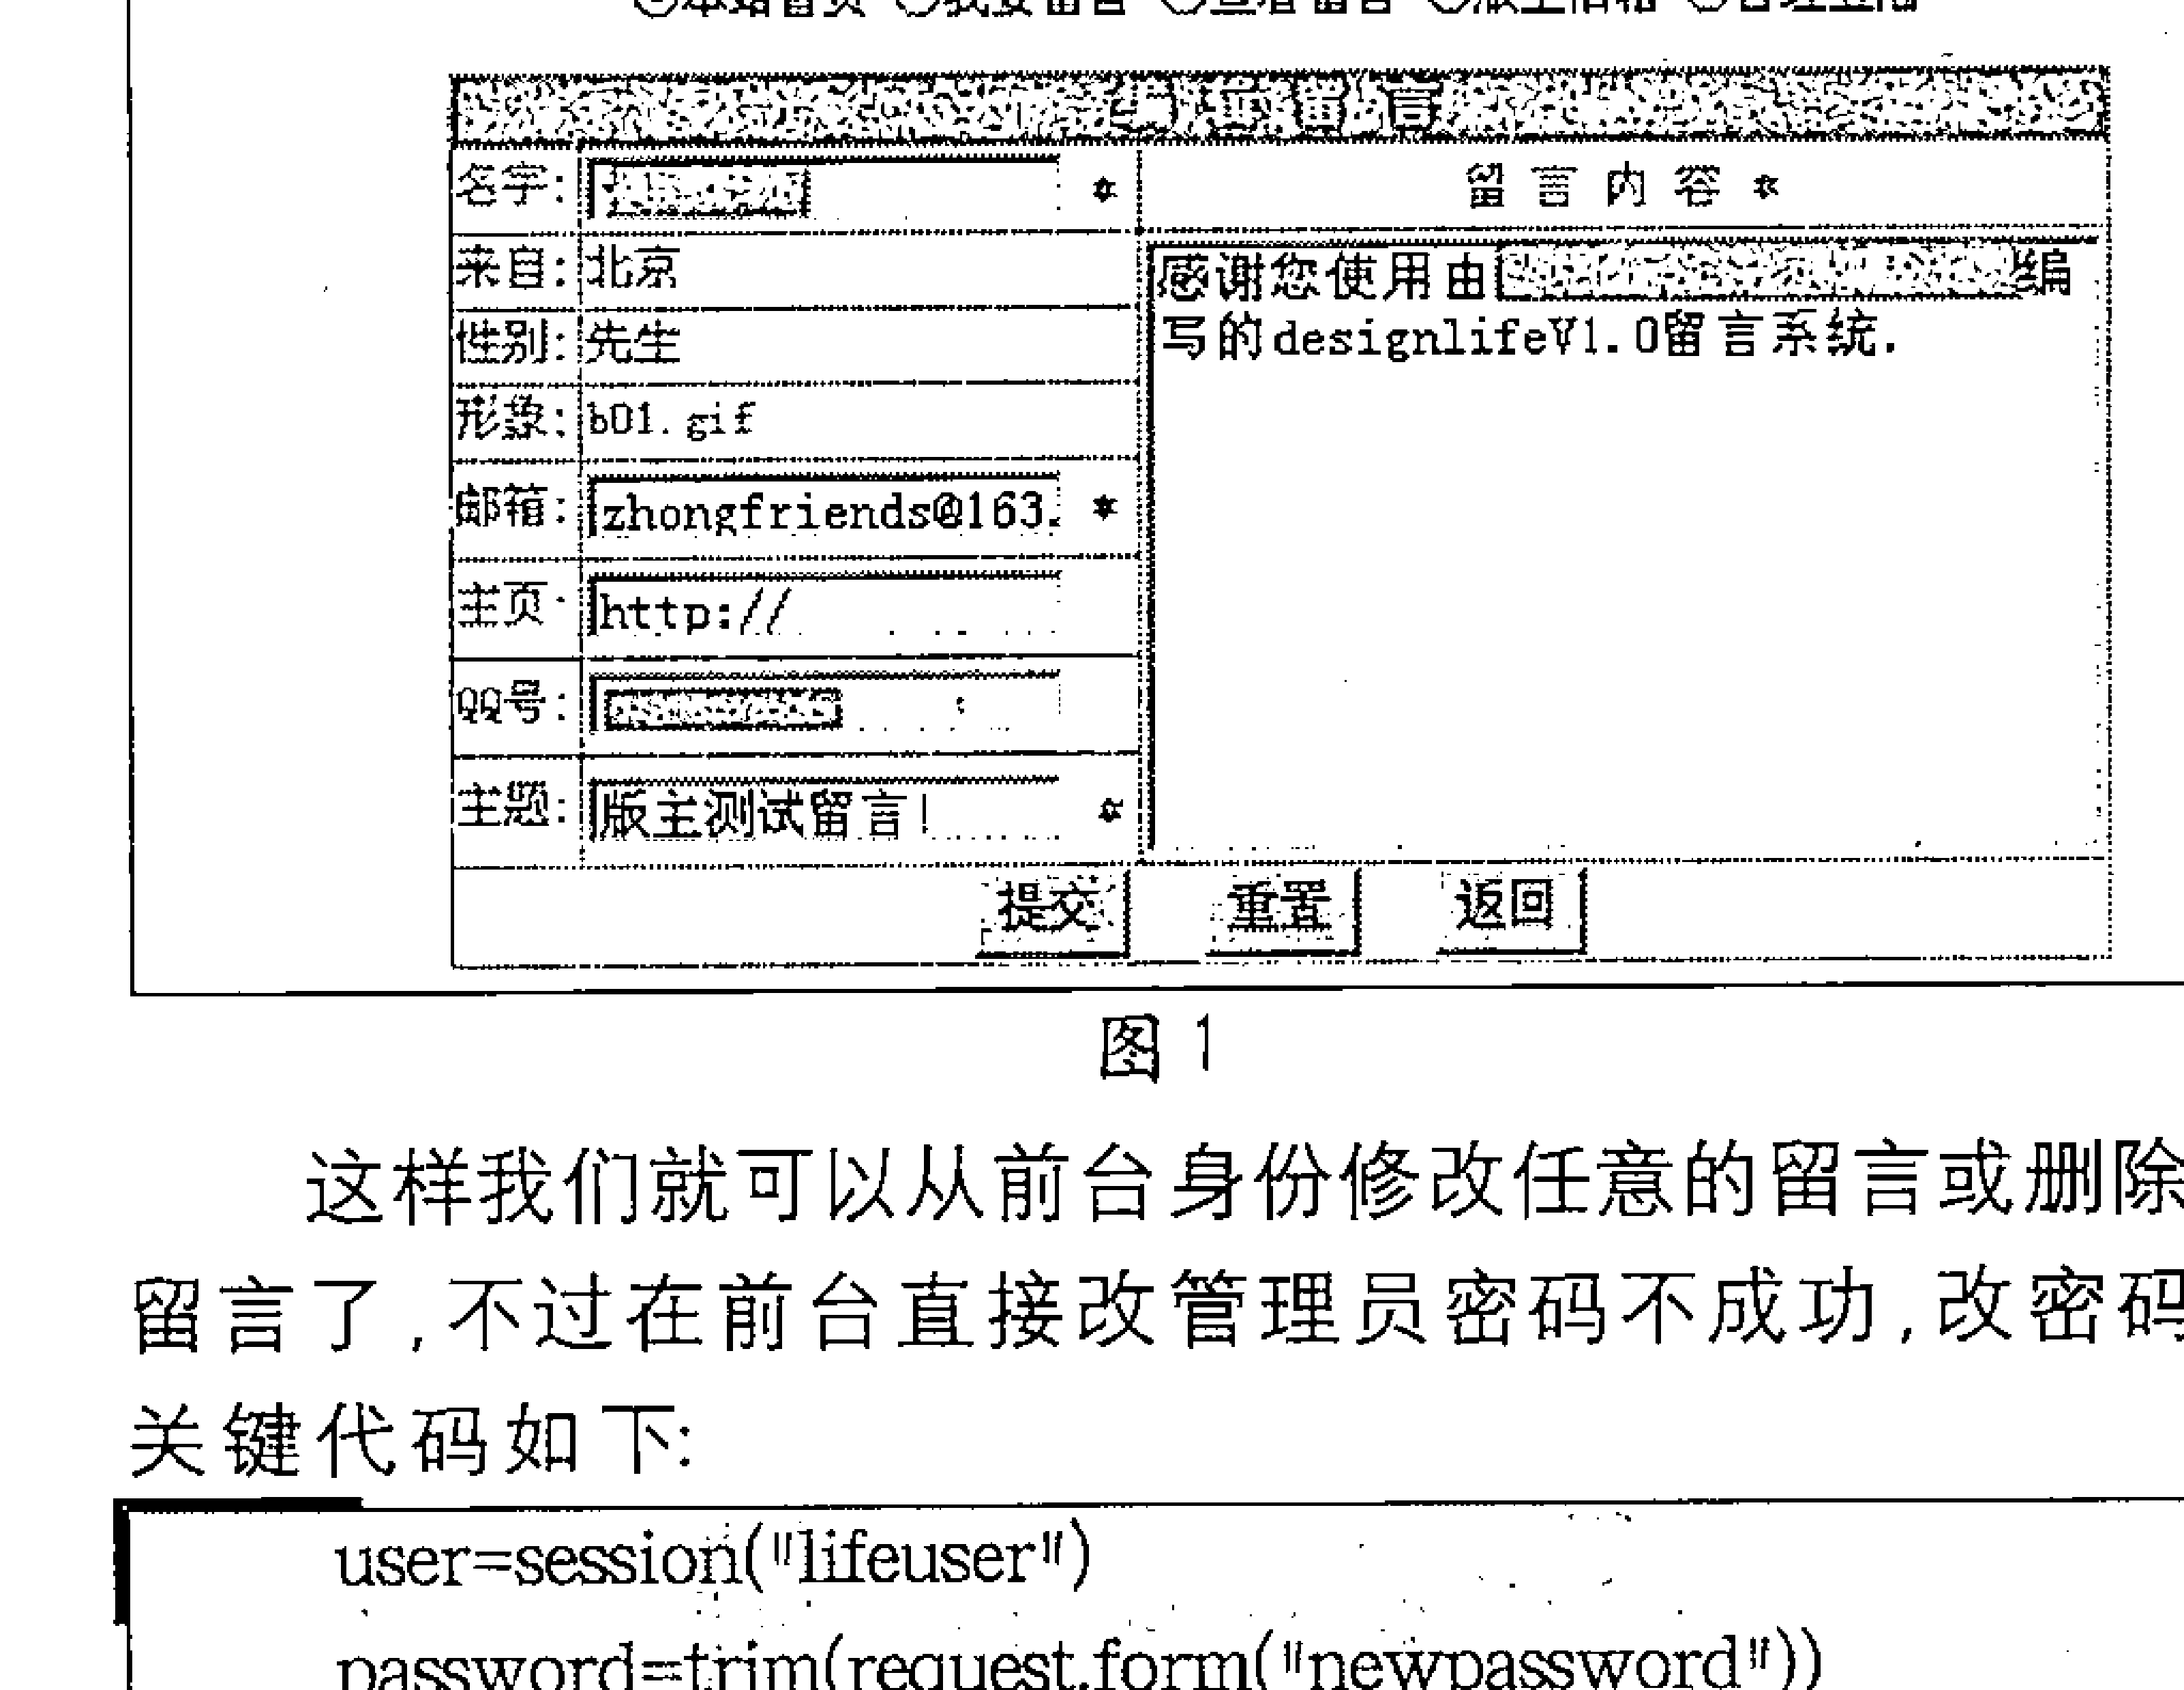 名字: *
留言内容*
来自: 北京
感谢您使用由 编
写的designlifeV1.0留言系统.
性别: 先生
形象: b01.gif
邮箱: zhongfriends@163. *
主页: http://
QQ号:
主题: 版主测试留言! *
提交 重置 返回
图 1
这样我们就可以从前台身份修改任意的留言或删除
留言了,不过在前台直接改管理员密码不成功,改密码
关键代码如下:
user=session("lifeuser")
password=trim(request.form("newpassword"))